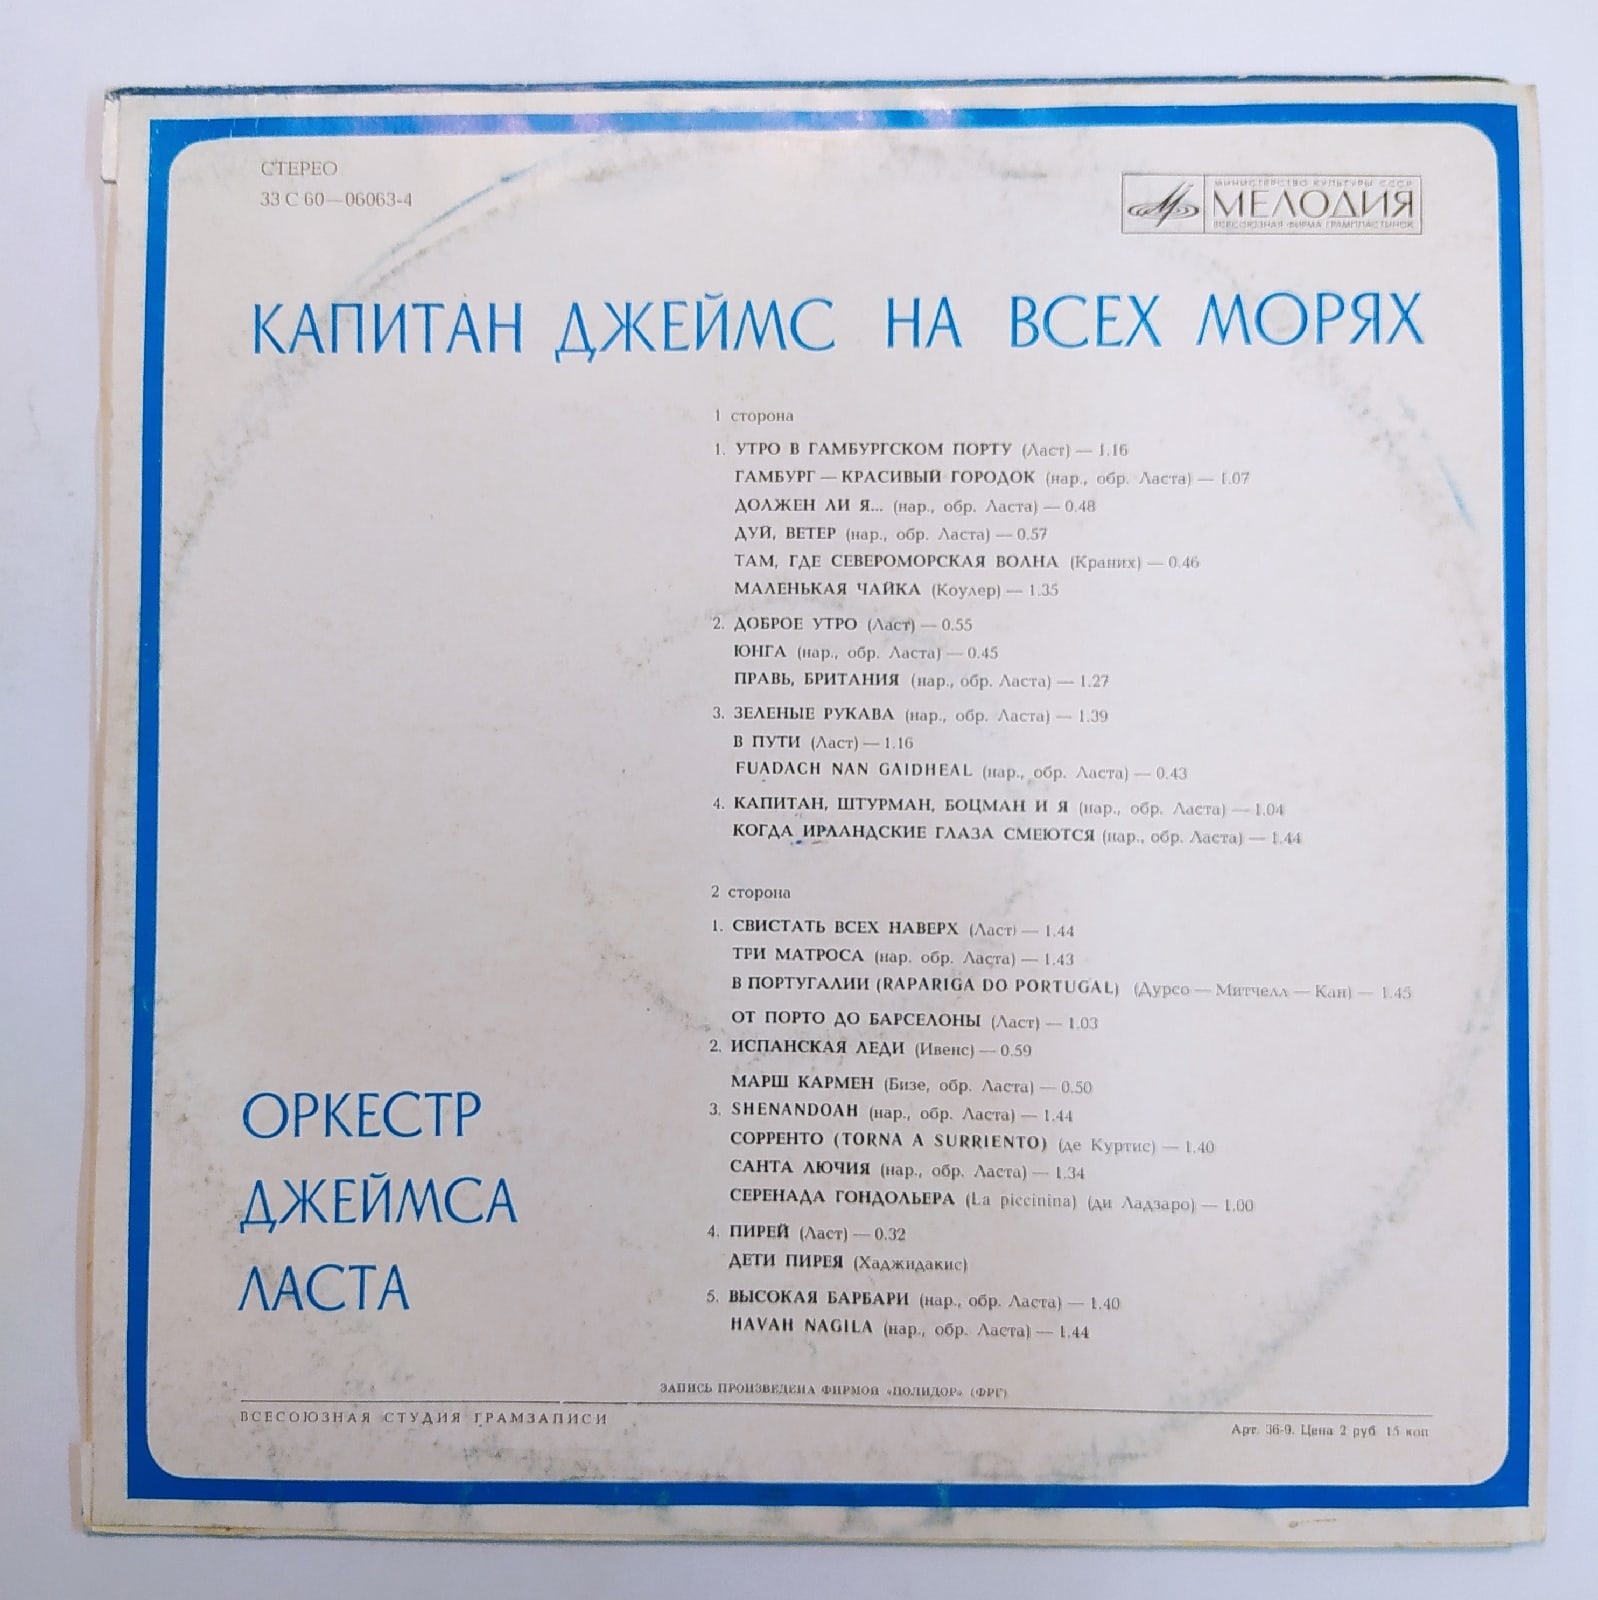 СТЕРЕО
33 С 60—06063-4
МИНИСТЕРСТВО КУЛЬТУРЫ СССР
МЕЛОДИЯ
ВСЕСОЮЗНАЯ ФИРМА ГРАМПЛАСТИНОК
КАПИТАН ДЖЕЙМС НА ВСЕХ МОРЯХ
1 сторона
1. УТРО В ГАМБУРГСКОМ ПОРТУ (Ласт) — 1.16
ГАМБУРГ — КРАСИВЫЙ ГОРОДОК (нар., обр. Ласта) — 1.07
ДОЛЖЕН ЛИ Я... (нар., обр. Ласта) — 0.48
ДУЙ, ВЕТЕР (нар., обр. Ласта) — 0.57
ТАМ, ГДЕ СЕВЕРОМОРСКАЯ ВОЛНА (Краних) — 0.46
МАЛЕНЬКАЯ ЧАЙКА (Коулер) — 1.35
2. ДОБРОЕ УТРО (Ласт) — 0.55
ЮНГА (нар., обр. Ласта) — 0.45
ПРАВЬ, БРИТАНИЯ (нар., обр. Ласта) — 1.27
3. ЗЕЛЕНЫЕ РУКАВА (нар., обр. Ласта) — 1.39
В ПУТИ (Ласт) — 1.16
FUADACH NAN GAIDHEAL (нар., обр. Ласта) — 0.43
4. КАПИТАН, ШТУРМАН, БОЦМАН И Я (нар., обр. Ласта) — 1.04
КОГДА ИРЛАНДСКИЕ ГЛАЗА СМЕЮТСЯ (нар., обр. Ласта) — 1.44
2 сторона
1. СВИСТАТЬ ВСЕХ НАВЕРХ (Ласт) — 1.44
ТРИ МАТРОСА (нар. обр. Ласта) — 1.43
В ПОРТУГАЛИИ (RAPARIGA DO PORTUGAL) (Дурсо — Митчелл — Кан) — 1.45
ОТ ПОРТО ДО БАРСЕЛОНЫ (Ласт) — 1.03
2. ИСПАНСКАЯ ЛЕДИ (Ивенс) — 0.59
МАРШ КАРМЕН (Бизе, обр. Ласта) — 0.50
3. SHENANDOAH (нар., обр. Ласта) — 1.44
СОРРЕНТО (TORNA A SURRIENTO) (де Куртис) — 1.40
САНТА ЛЮЧИЯ (нар., обр. Ласта) — 1.34
СЕРЕНАДА ГОНДОЛЬЕРА (La piccinina) (ди Ладзаро) — 1.00
4. ПИРЕЙ (Ласт) — 0.32
ДЕТИ ПИРЕЯ (Хаджидакис)
5. ВЫСОКАЯ БАРБАРИ (нар., обр. Ласта) — 1.40
HAVAH NAGILA (нар., обр. Ласта) — 1.44
ОРКЕСТР
ДЖЕЙМСА
ЛАСТА
ЗАПИСЬ ПРОИЗВЕДЕНА ФИРМОЙ «ПОЛИДОР» (ФРГ)
ВСЕСОЮЗНАЯ СТУДИЯ ГРАМЗАПИСИ
Арт. 36-9. Цена 2 руб 15 коп